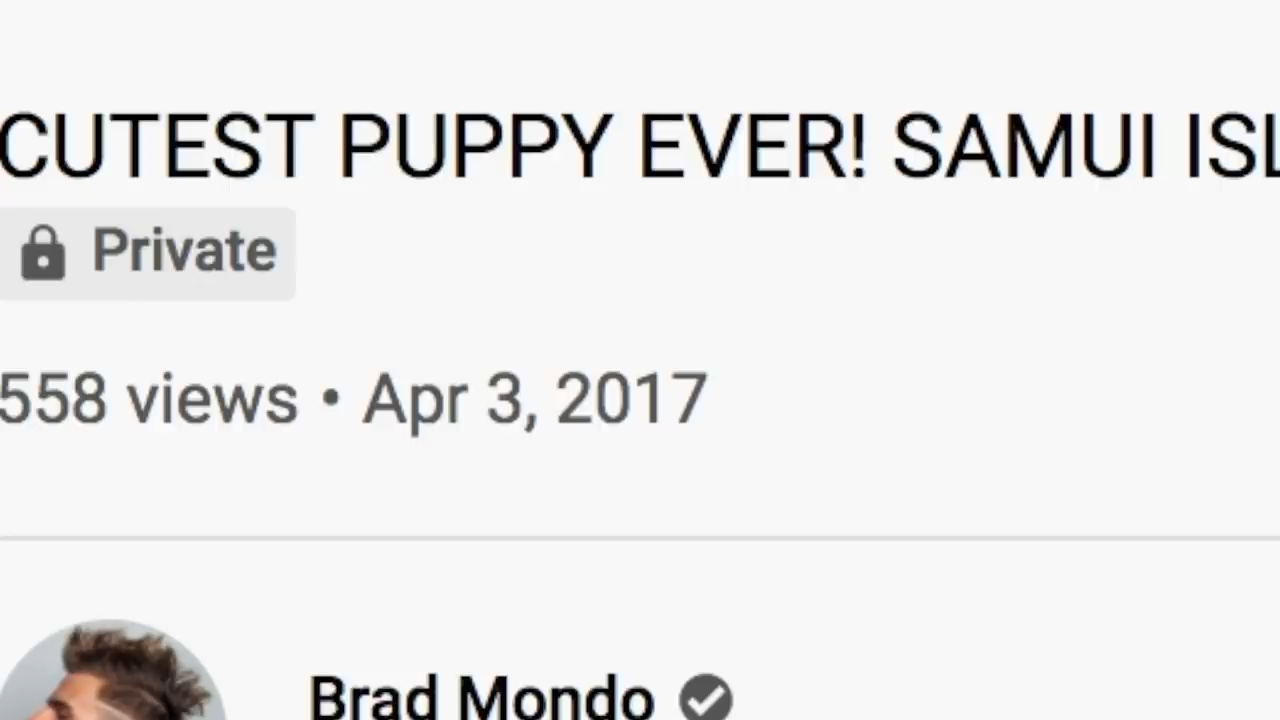 CUTEST PUPPY EVER! SAMUI ISL
Private
558 views • Apr 3, 2017
Brad Mondo